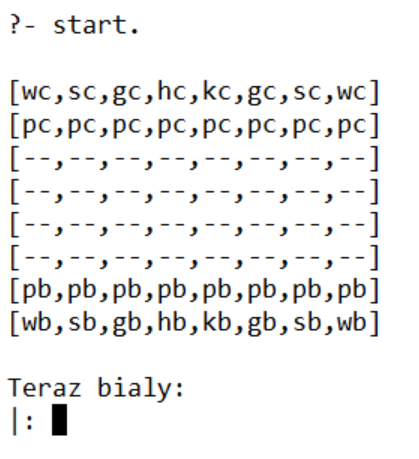 ?- start.
[wc,sc,gc,hc,kc,gc,sc,wc]
[pc,pc,pc,pc,pc,pc,pc,pc]
[--,--,--,--,--,--,--,--]
[--,--,--,--,--,--,--,--]
[--,--,--,--,--,--,--,--]
[--,--,--,--,--,--,--,--]
[pb,pb,pb,pb,pb,pb,pb,pb]
[wb,sb,gb,hb,kb,gb,sb,wb]
Teraz bialy:
|: